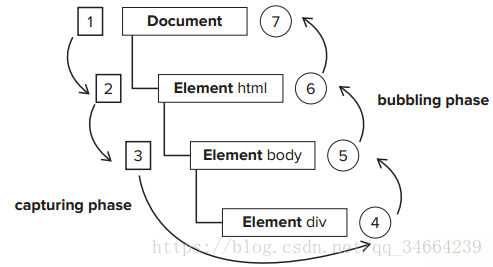 1 Document 7
2 Element html 6
bubbling phase
3 Element body 5
capturing phase
Element div 4
https://blog.csdn.net/qq_34664239